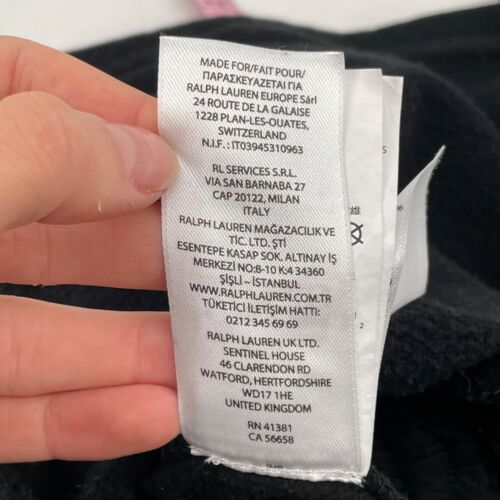 MADE FOR/FAIT POUR/
ΠΑΡΑΣΚΕΥΑΖΕΤΑΙ ΓΙΑ
RALPH LAUREN EUROPE Sàrl
24 ROUTE DE LA GALAISE
1228 PLAN-LES-OUATES,
SWITZERLAND
N.I.F. : IT03945310963
RL SERVICES S.R.L.
VIA SAN BARNABA 27
CAP 20122, MILAN
ITALY
RALPH LAUREN MAĞAZACILIK VE
TİC. LTD. ŞTİ
ESENTEPE KASAP SOK. ALTINAY İŞ
MERKEZİ NO:8-10 K:4 34360
ŞİŞLİ – İSTANBUL
WWW.RALPHLAUREN.COM.TR
TÜKETİCİ İLETİŞİM HATTI:
0212 345 69 69
RALPH LAUREN UK LTD.
SENTINEL HOUSE
46 CLARENDON RD
WATFORD, HERTFORDSHIRE
WD17 1HE
UNITED KINGDOM
RN 41381
CA 56658